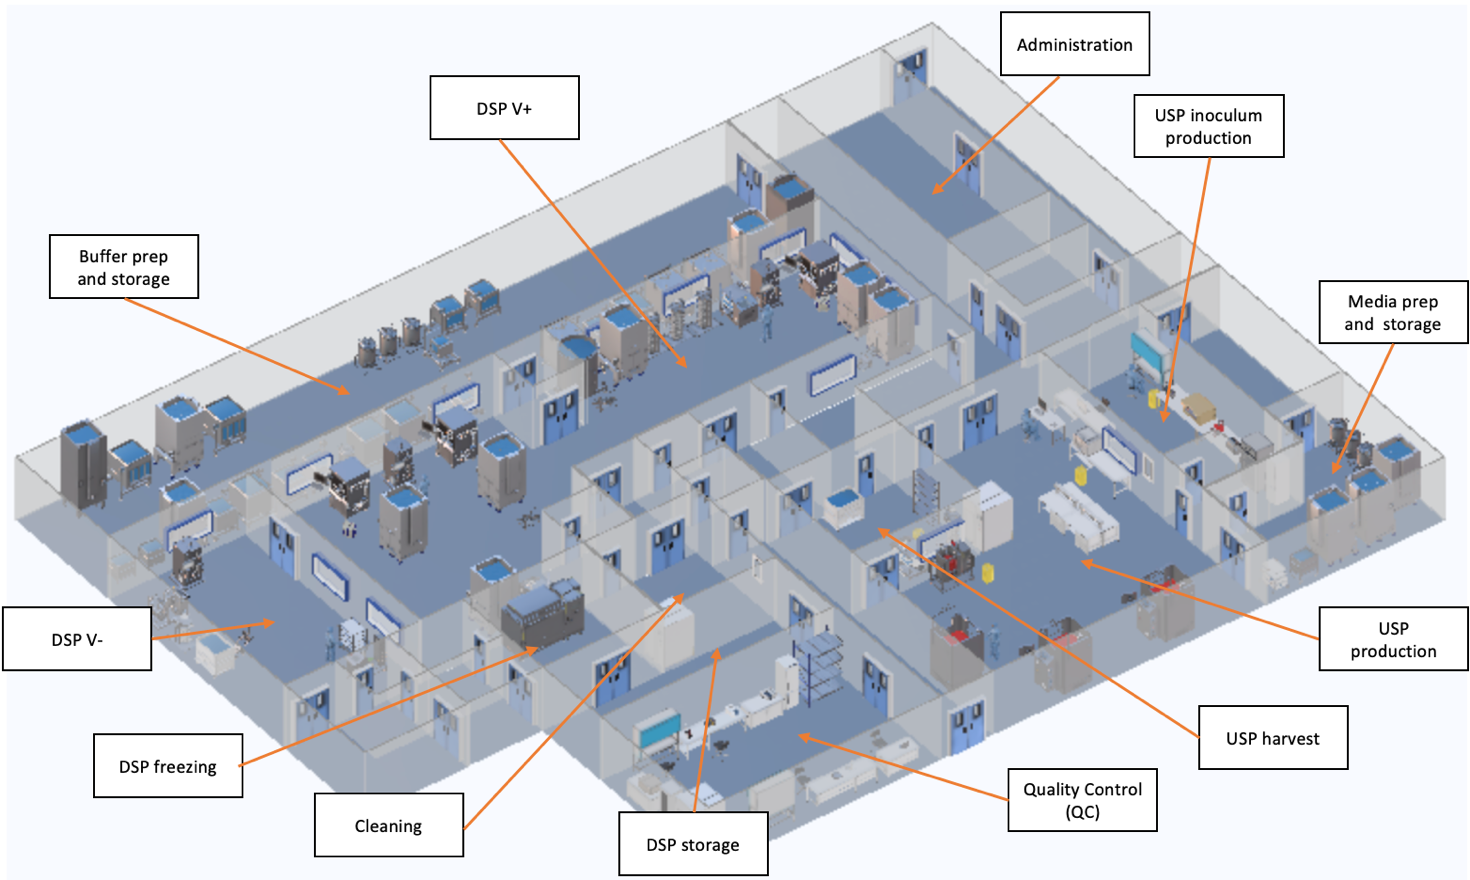 Administration
DSP V+
USP inoculum
production
Buffer prep
and storage
Media prep
and storage
DSP V-
USP
production
USP harvest
DSP freezing
Quality Control
(QC)
Cleaning
DSP storage